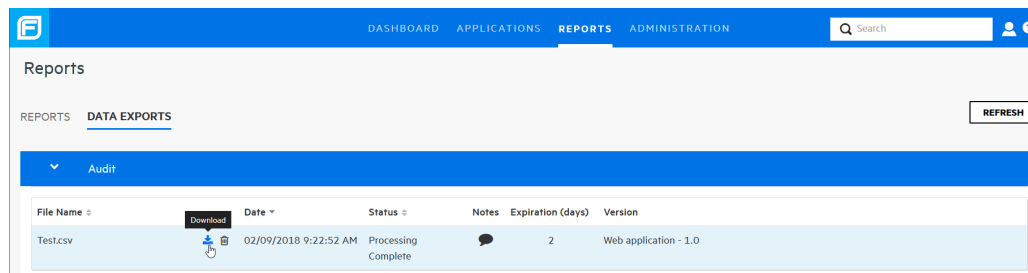 DASHBOARD APPLICATIONS REPORTS ADMINISTRATION Search
Reports
REPORTS DATA EXPORTS REFRESH
Audit
File Name Date Status Notes Expiration (days) Version
Download
Test.csv 02/09/2018 9:22:52 AM Processing 2 Web application - 1.0
Complete